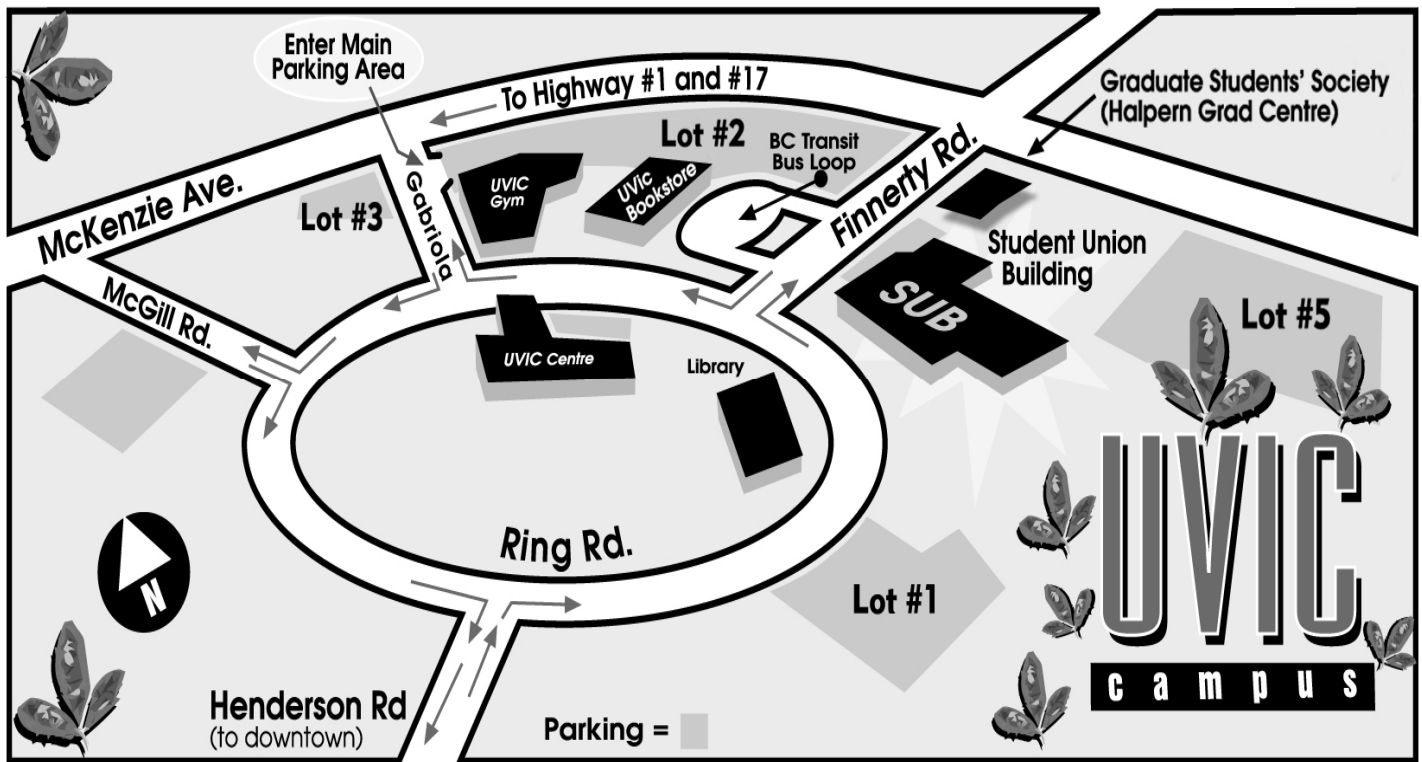 Enter Main
Parking Area
To Highway #1 and #17
Graduate Students' Society
(Halpern Grad Centre)
Lot #2
BC Transit
Bus Loop
UVIC
Gym
UVic
Bookstore
Finnerty Rd.
McKenzie Ave.
Lot #3
Gabriola
Student Union
Building
SUB
McGill Rd.
Lot #5
UVIC Centre
Library
Ring Rd.
Lot #1
N
UVIC
campus
Henderson Rd
(to downtown)
Parking =